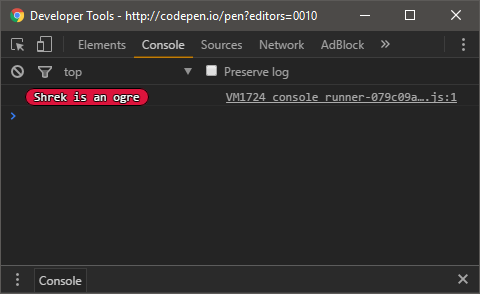 Developer Tools - http://codepen.io/pen?editors=0010
Elements Console Sources Network AdBlock »
top ▼ Preserve log
Shrek is an ogre VM1724 console_runner-079c09a….js:1
›
Console